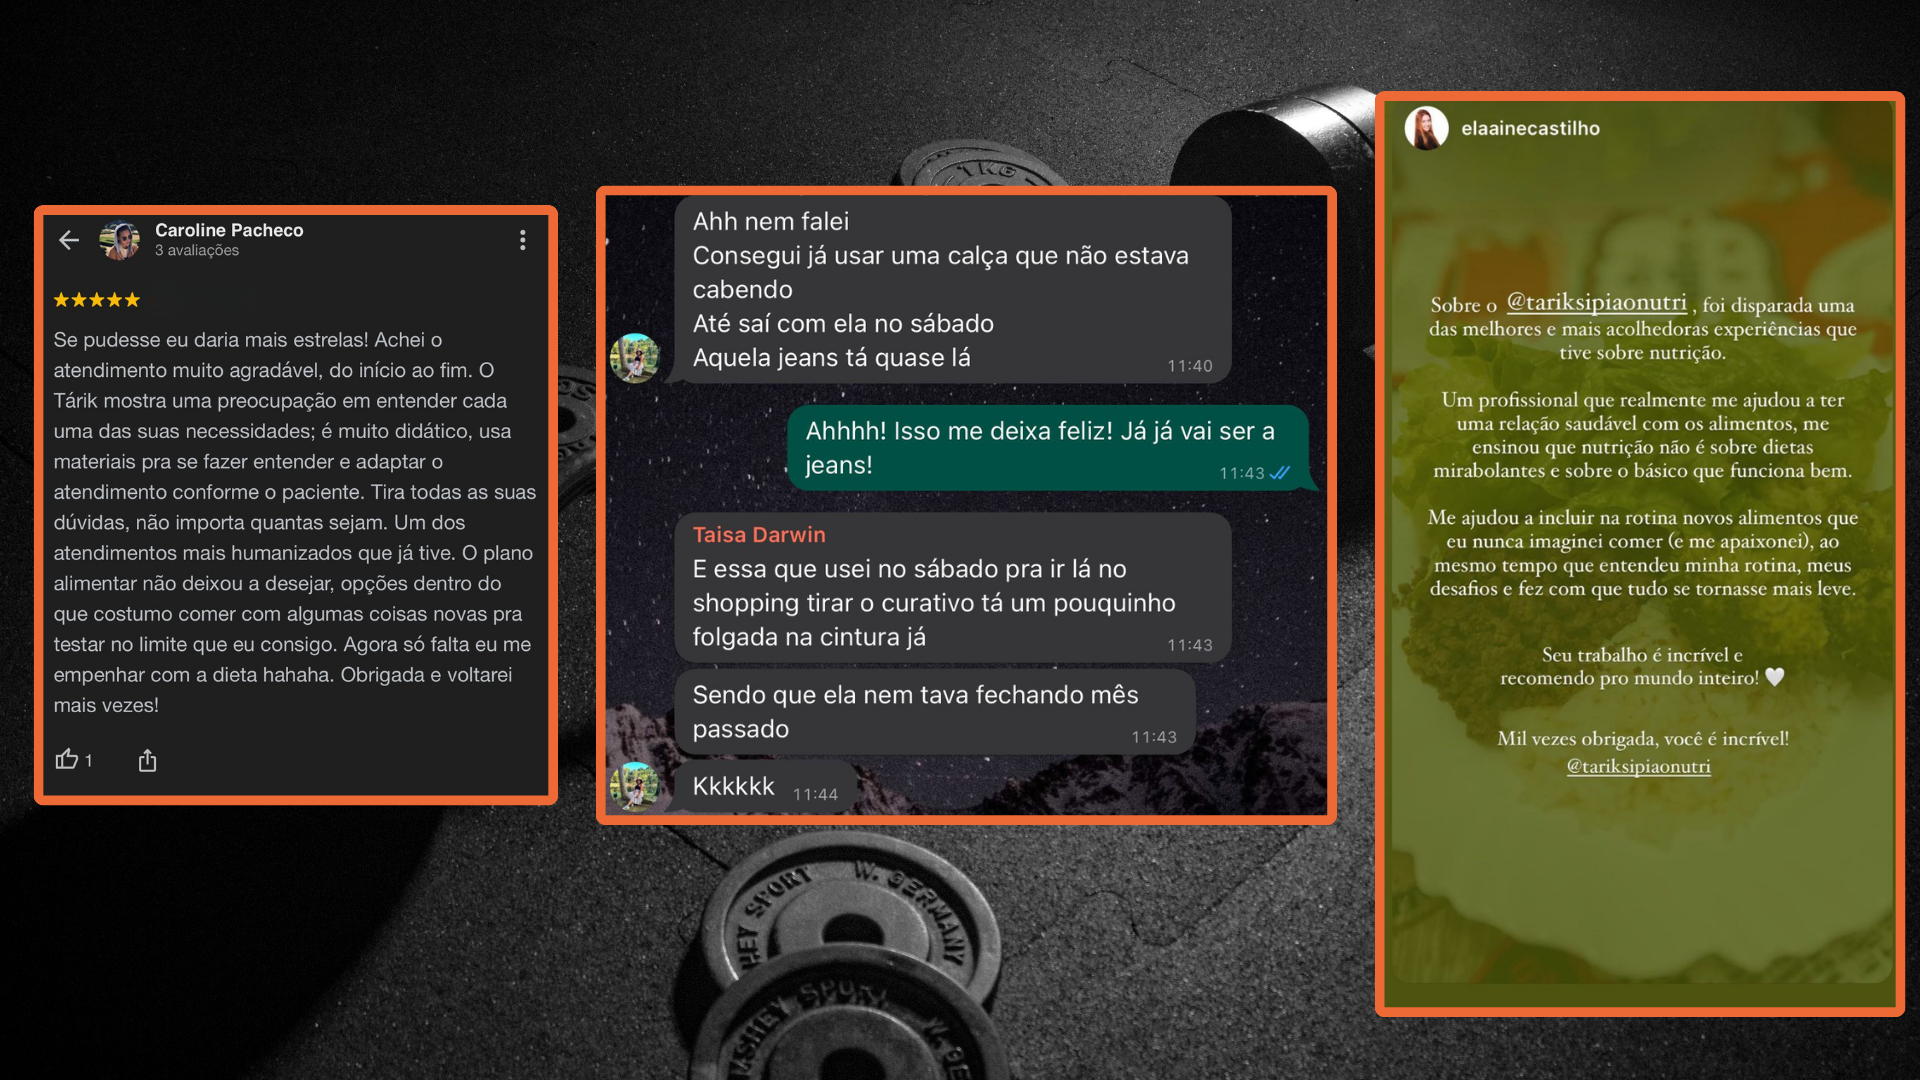 Caroline Pacheco
3 avaliações
Se pudesse eu daria mais estrelas! Achei o
atendimento muito agradável, do início ao fim. O
Tárik mostra uma preocupação em entender cada
uma das suas necessidades; é muito didático, usa
materiais pra se fazer entender e adaptar o
atendimento conforme o paciente. Tira todas as suas
dúvidas, não importa quantas sejam. Um dos
atendimentos mais humanizados que já tive. O plano
alimentar não deixou a desejar, opções dentro do
que costumo comer com algumas coisas novas pra
testar no limite que eu consigo. Agora só falta eu me
empenhar com a dieta hahaha. Obrigada e voltarei
mais vezes!
1
Ahh nem falei
Consegui já usar uma calça que não estava
cabendo
Até saí com ela no sábado
Aquela jeans tá quase lá
11:40
Ahhhh! Isso me deixa feliz! Já já vai ser a
jeans!
11:43
Taisa Darwin
E essa que usei no sábado pra ir lá no
shopping tirar o curativo tá um pouquinho
folgada na cintura já
11:43
Sendo que ela nem tava fechando mês
passado
11:43
Kkkkkk
11:44
elaainecastilho
Sobre o @tariksipiaonutri , foi disparada uma
das melhores e mais acolhedoras experiências que
tive sobre nutrição.
Um profissional que realmente me ajudou a ter
uma relação saudável com os alimentos, me
ensinou que nutrição não é sobre dietas
mirabolantes e sobre o básico que funciona bem.
Me ajudou a incluir na rotina novos alimentos que
eu nunca imaginei comer (e me apaixonei), ao
mesmo tempo que entendeu minha rotina, meus
desafios e fez com que tudo se tornasse mais leve.
Seu trabalho é incrível e
recomendo pro mundo inteiro! 🤍
Mil vezes obrigada, você é incrível!
@tariksipiaonutri
1KG
HEY SPORT W. GERMANY
SPORT W. GE